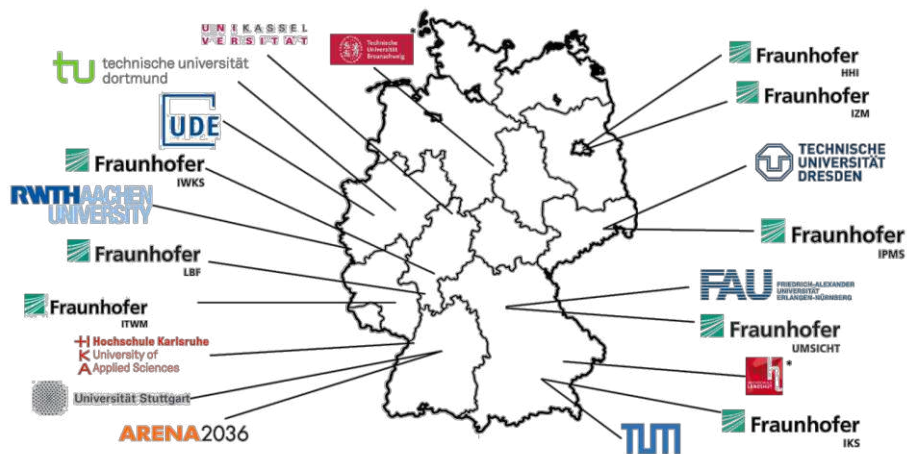 UNIKASSEL
VERSITÄT
Technische
Universität
Braunschweig
*
tu technische universität
dortmund
UDE
Fraunhofer
IWKS
RWTHAACHEN
UNIVERSITY
Fraunhofer
LBF
Fraunhofer
ITWM
H Hochschule Karlsruhe
K University of
A Applied Sciences
Universität Stuttgart
ARENA2036
Fraunhofer
HHI
Fraunhofer
IZM
TECHNISCHE
UNIVERSITÄT
DRESDEN
Fraunhofer
IPMS
FAU FRIEDRICH-ALEXANDER
UNIVERSITÄT
ERLANGEN-NÜRNBERG
Fraunhofer
UMSICHT
h *
LANDSHUT
TUM
Fraunhofer
IKS